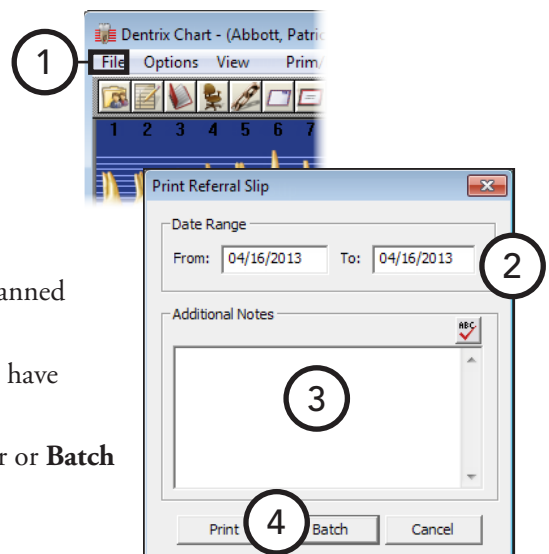 Dentrix Chart - (Abbott, Patric
1
File Options View Prim/
1 2 3 4 5 6 7
Print Referral Slip
Date Range
From: 04/16/2013 To: 04/16/2013
2
anned
Additional Notes
ABC
have
3
r or Batch
4
Print Batch Cancel